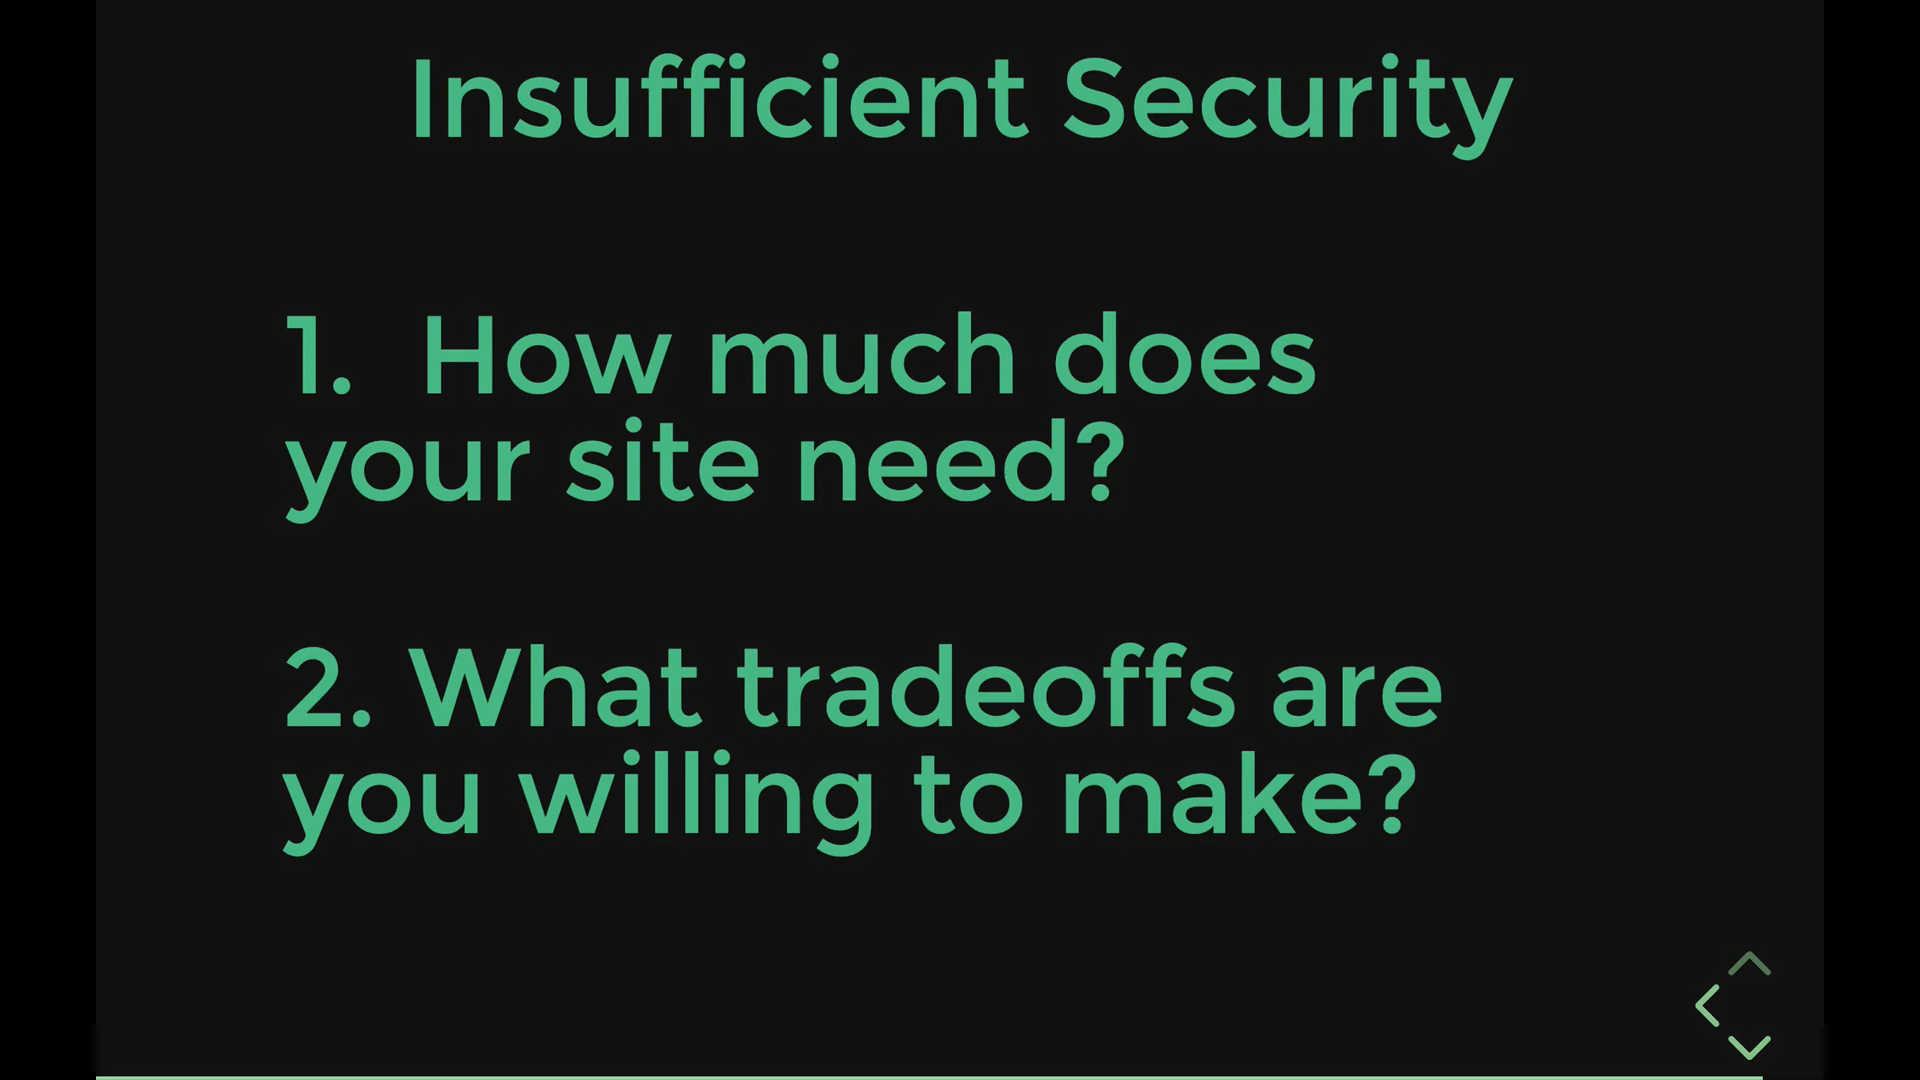 Insufficient Security
1. How much does
your site need?
2. What tradeoffs are
you willing to make?